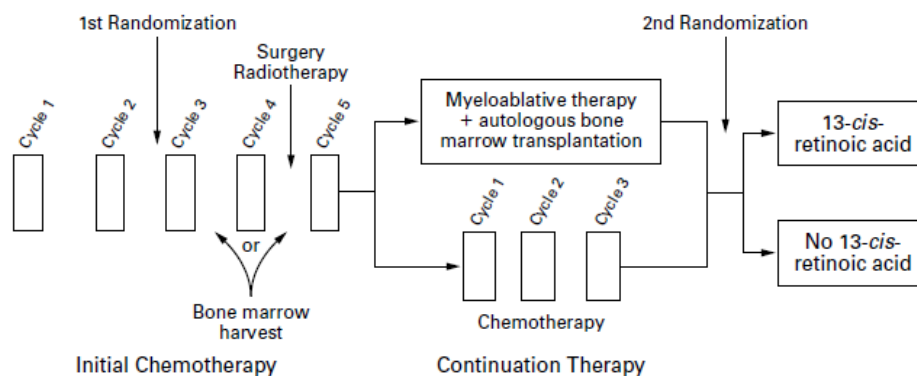 1st Randomization
2nd Randomization
Surgery
Radiotherapy
Cycle 1
Cycle 2
Cycle 3
Cycle 4
Cycle 5
Myeloablative therapy
+ autologous bone
marrow transplantation
13-cis-
retinoic acid
Cycle 1
Cycle 2
Cycle 3
or
No 13-cis-
retinoic acid
Bone marrow
harvest
Chemotherapy
Initial Chemotherapy
Continuation Therapy